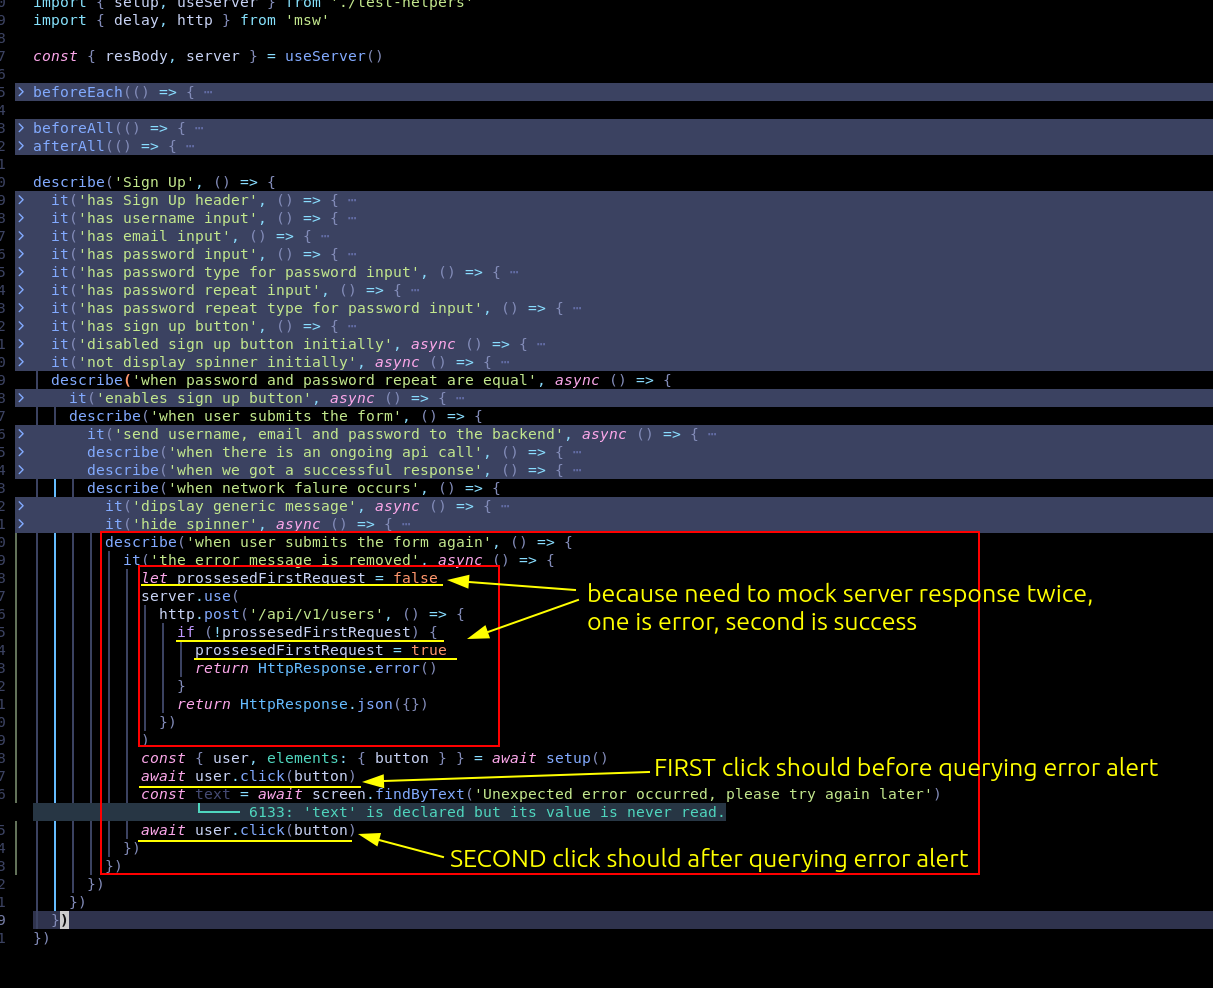 import { setup, useServer } from './test-helpers'
import { delay, http } from 'msw'
const { resBody, server } = useServer()
beforeEach(() => { ⋯
beforeAll(() => { ⋯
afterAll(() => { ⋯
describe('Sign Up', () => {
it('has Sign Up header', () => { ⋯
it('has username input', () => { ⋯
it('has email input', () => { ⋯
it('has password input', () => { ⋯
it('has password type for password input', () => { ⋯
it('has password repeat input', () => { ⋯
it('has password repeat type for password input', () => { ⋯
it('has sign up button', () => { ⋯
it('disabled sign up button initially', async () => { ⋯
it('not display spinner initially', async () => { ⋯
describe('when password and password repeat are equal', async () => {
it('enables sign up button', async () => { ⋯
describe('when user submits the form', () => {
it('send username, email and password to the backend', async () => { ⋯
describe('when there is an ongoing api call', () => { ⋯
describe('when we got a successful response', () => { ⋯
describe('when network falure occurs', () => {
it('dipslay generic message', async () => { ⋯
it('hide spinner', async () => { ⋯
describe('when user submits the form again', () => {
it('the error message is removed', async () => {
let prossesedFirstRequest = false
because need to mock server response twice,
one is error, second is success
server.use(
http.post('/api/v1/users', () => {
if (!prossesedFirstRequest) {
prossesedFirstRequest = true
return HttpResponse.error()
}
return HttpResponse.json({})
})
)
const { user, elements: { button } } = await setup()
await user.click(button)
FIRST click should before querying error alert
const text = await screen.findByText('Unexpected error occurred, please try again later')
6133: 'text' is declared but its value is never read.
await user.click(button)
SECOND click should after querying error alert
})
})
})
})
})
})